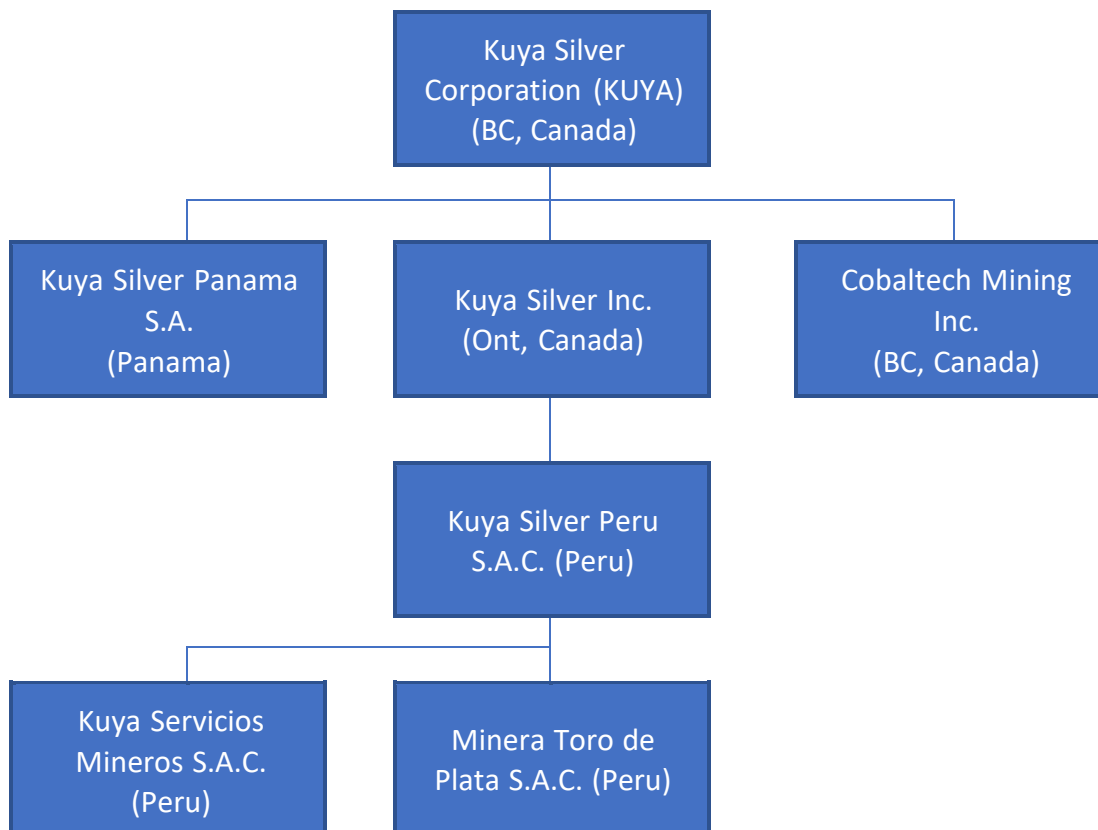 Kuya Silver
Corporation (KUYA)
(BC, Canada)
Kuya Silver Panama
S.A.
(Panama)
Kuya Silver Inc.
(Ont, Canada)
Cobaltech Mining
Inc.
(BC, Canada)
Kuya Silver Peru
S.A.C. (Peru)
Kuya Servicios
Mineros S.A.C.
(Peru)
Minera Toro de
Plata S.A.C. (Peru)